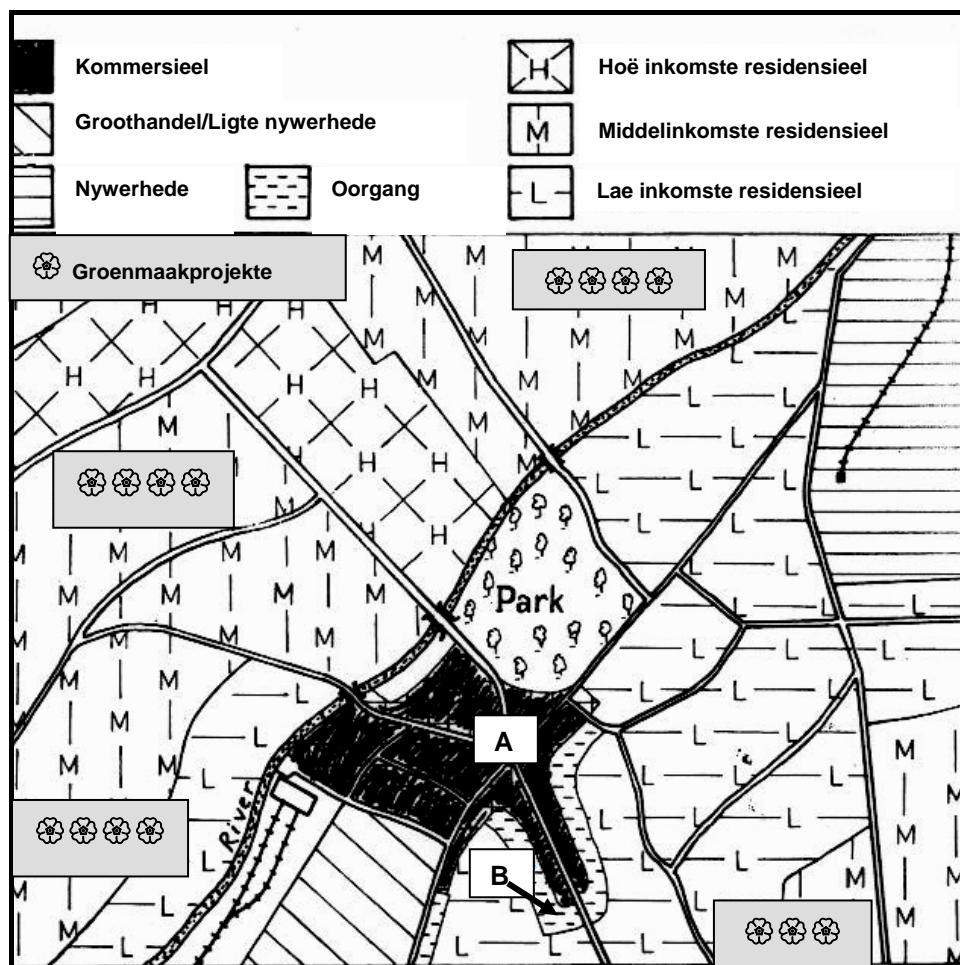 Kommersieel
Hoë inkomste residensieel
Groothandel/Ligte nywerhede
Middelinkomste residensieel
Nywerhede
Oorgang
Lae inkomste residensieel
Groenmaakprojekte
Park
A
River
B